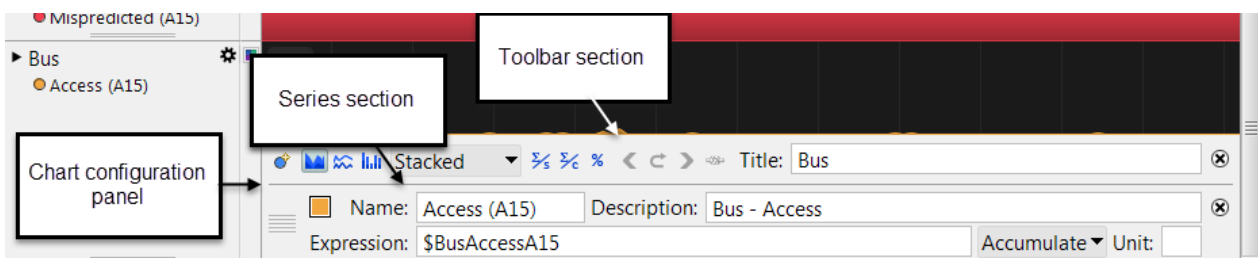 Mispredicted (A15)
Bus
Access (A15)
Toolbar section
Series section
Chart configuration
panel
Stacked Σ/s Σ/c % Title: Bus
Name: Access (A15) Description: Bus - Access
Expression: $BusAccessA15 Accumulate Unit: